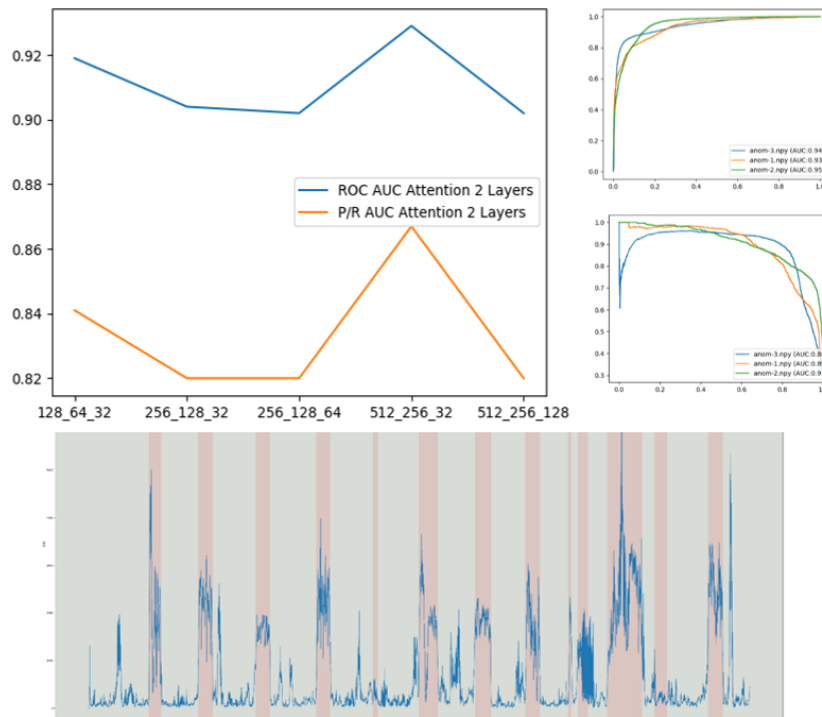 0.92
0.90
0.88
0.86
0.84
0.82
ROC AUC Attention 2 Layers
P/R AUC Attention 2 Layers
128_64_32 256_128_32 256_128_64 512_256_32 512_256_128
1.0
0.8
0.6
0.4
0.2
0.0
anom-3.npy (AUC:0.94
anom-1.npy (AUC:0.93
anom-2.npy (AUC:0.95
0.0 0.2 0.4 0.6 0.8 1.0
1.0
0.9
0.8
0.7
0.6
0.5
0.4
0.3
anom-3.npy (AUC:0.8
anom-1.npy (AUC:0.8
anom-2.npy (AUC:0.9
0.0 0.2 0.4 0.6 0.8 1